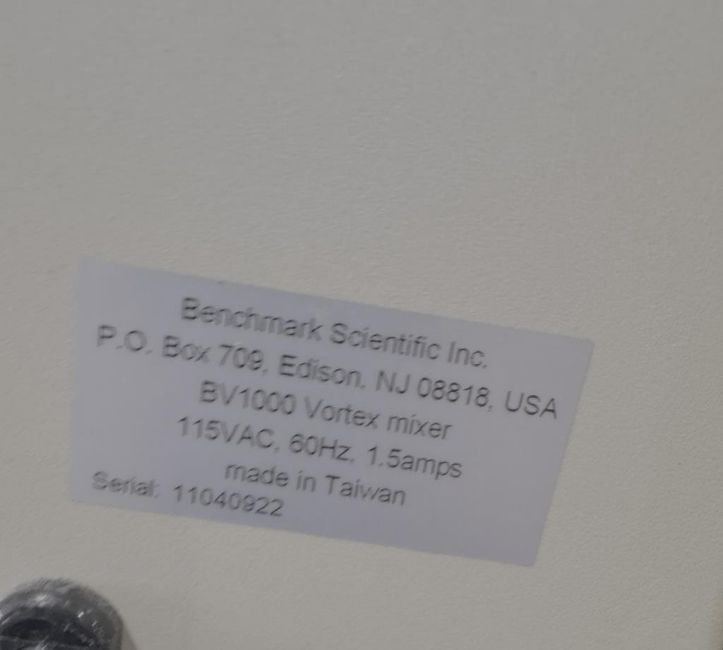 Benchmark Scientific Inc.
P.O. Box 709, Edison, NJ 08818, USA
BV1000 Vortex mixer
115VAC, 60Hz, 1.5amps
made in Taiwan
Serial: 11040922